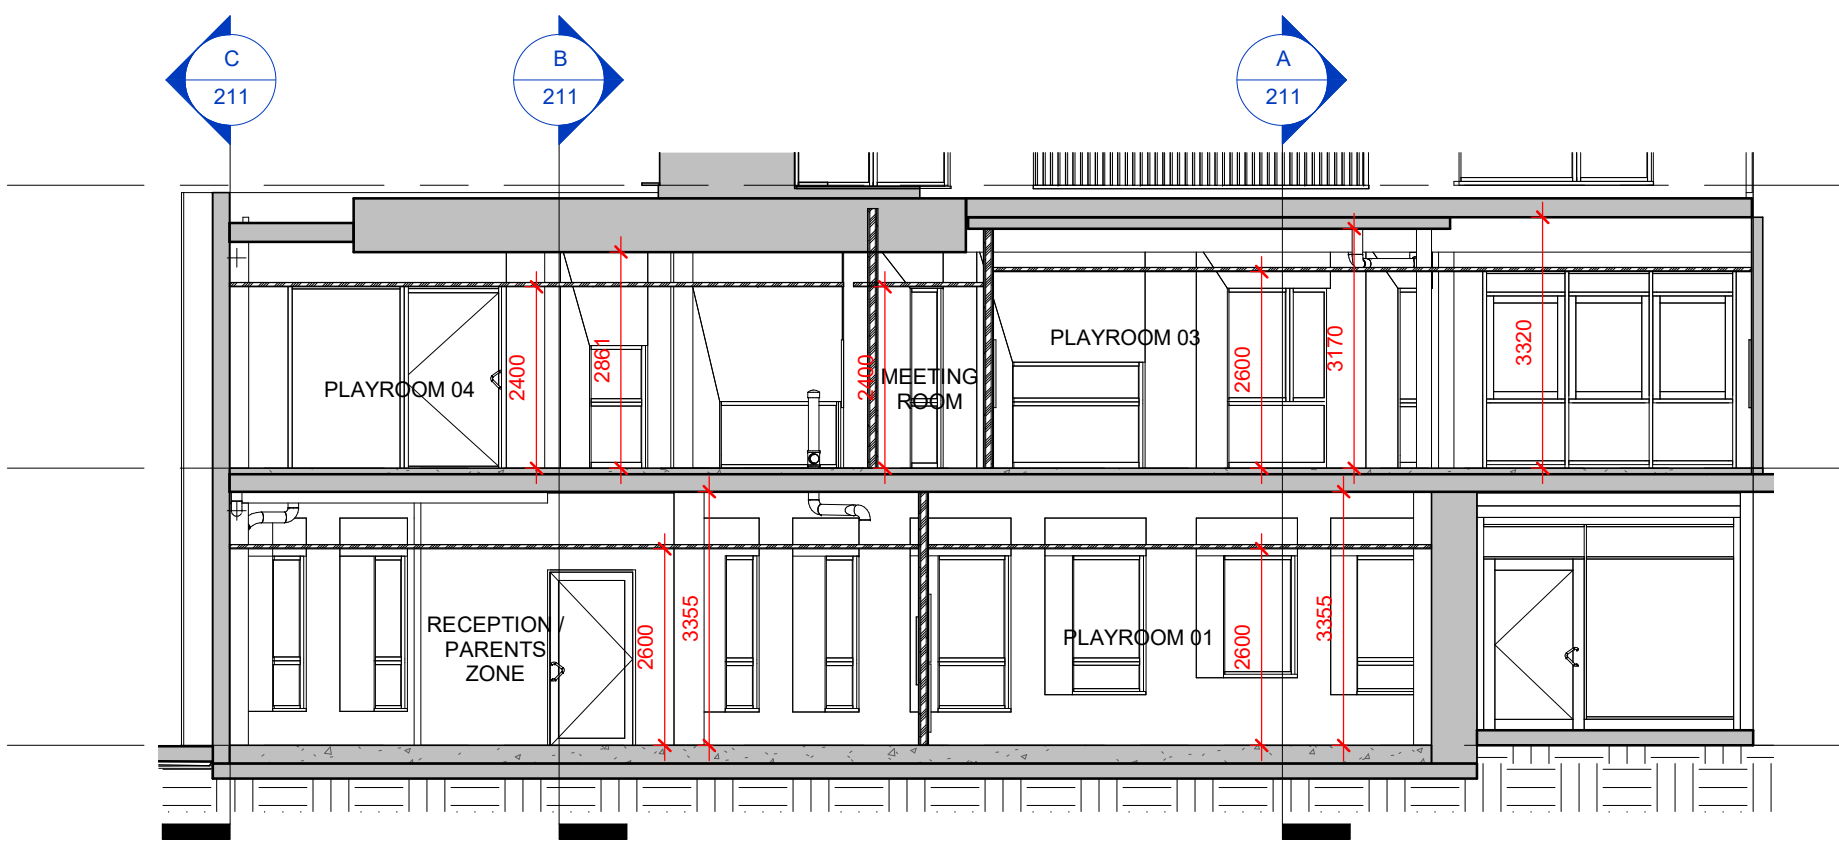 C
211
B
211
A
211
PLAYROOM 04
2400
2861
2400
MEETING
ROOM
PLAYROOM 03
2600
3170
3320
RECEPTION /
PARENTS
ZONE
2600
3355
PLAYROOM 01
2600
3355